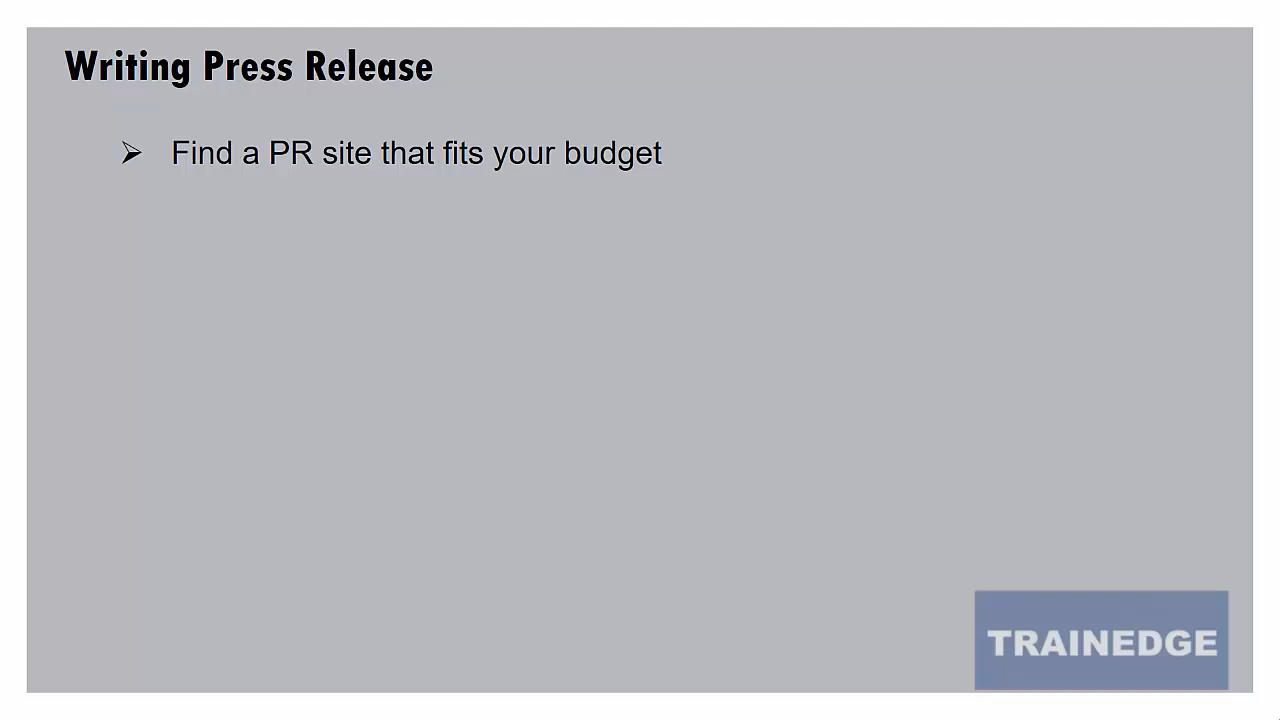 Writing Press Release
➢ Find a PR site that fits your budget
TRAINEDGE